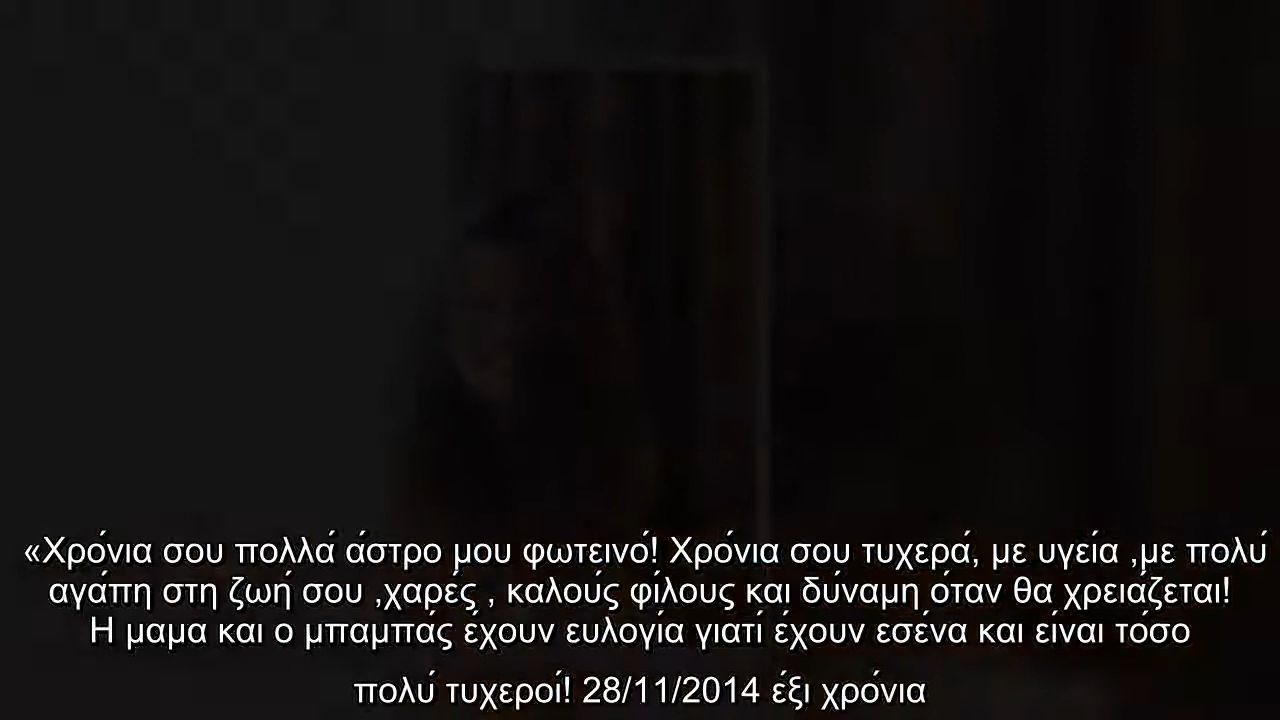 «Χρόνια σου πολλά άστρο μου φωτεινό! Χρόνια σου τυχερά, με υγεία ,με πολύ
αγάπη στη ζωή σου ,χαρές , καλούς φίλους και δύναμη όταν θα χρειάζεται!
Η μαμα και ο μπαμπάς έχουν ευλογία γιατί έχουν εσένα και είναι τόσο
πολύ τυχεροί! 28/11/2014 έξι χρόνια